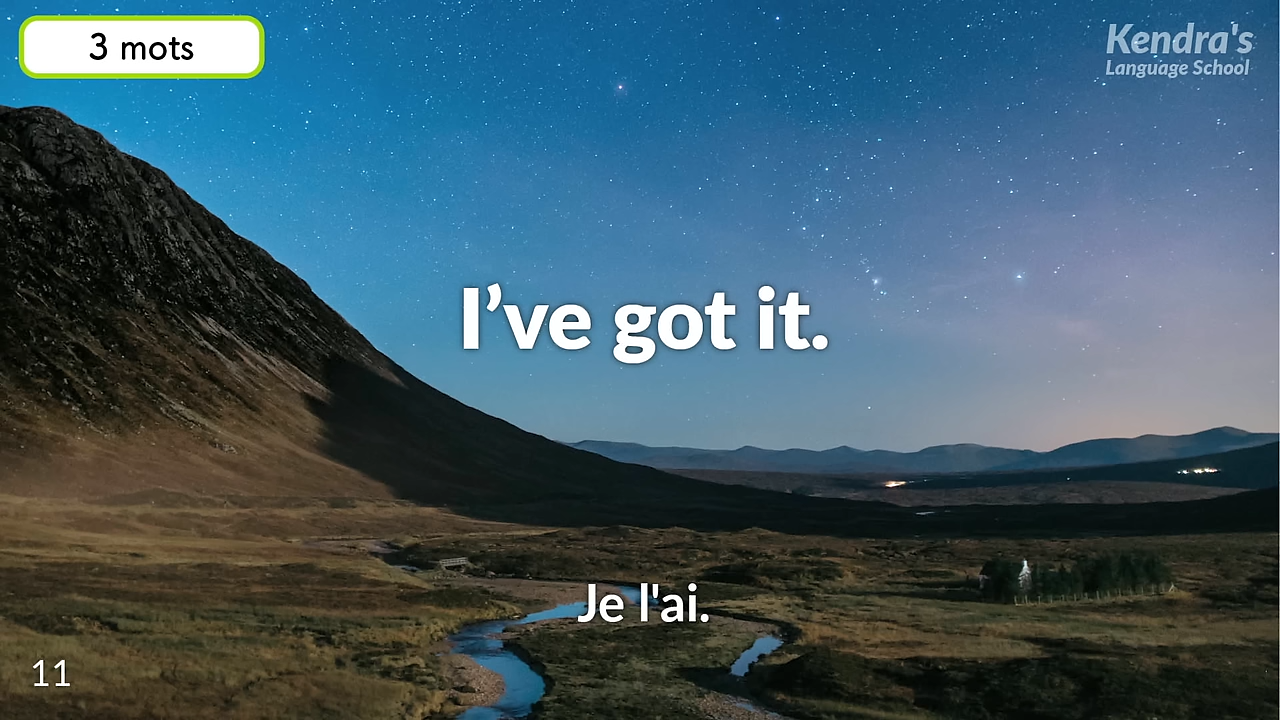 3 mots
Kendra's
Language School
I’ve got it.
Je l'ai.
11